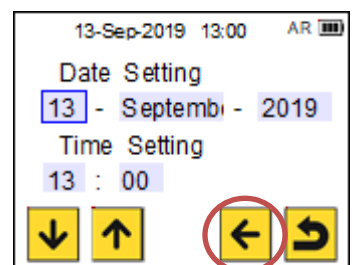 13-Sep-2019 13:00 AR
Date Setting
13 - Septemb - 2019
Time Setting
13 : 00